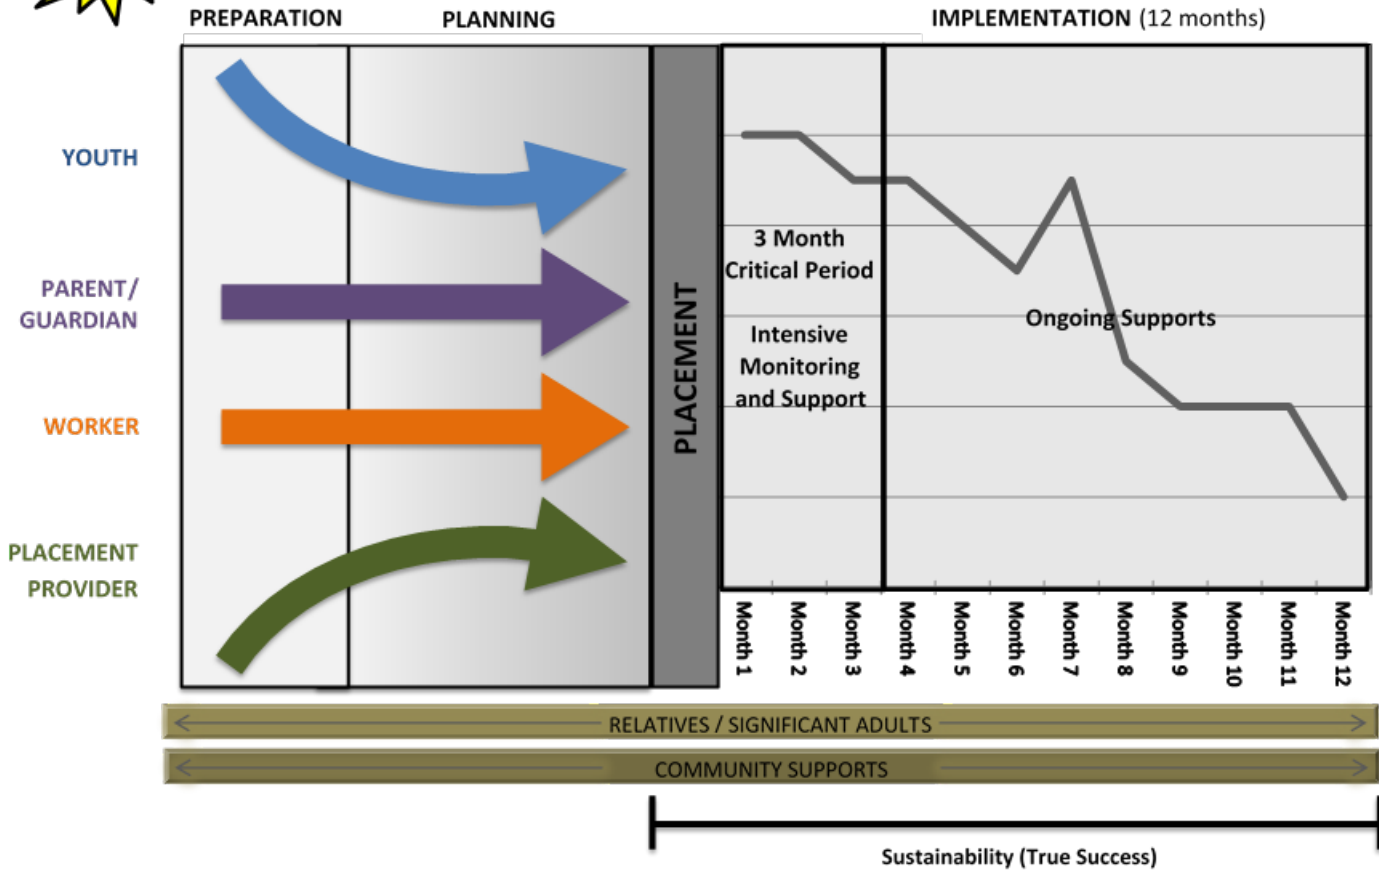 PREPARATION
PLANNING
IMPLEMENTATION (12 months)
YOUTH
PARENT/
GUARDIAN
WORKER
PLACEMENT
PROVIDER
PLACEMENT
3 Month
Critical Period
Intensive
Monitoring
and Support
Ongoing Supports
Month 1
Month 2
Month 3
Month 4
Month 5
Month 6
Month 7
Month 8
Month 9
Month 10
Month 11
Month 12
RELATIVES / SIGNIFICANT ADULTS
COMMUNITY SUPPORTS
Sustainability (True Success)